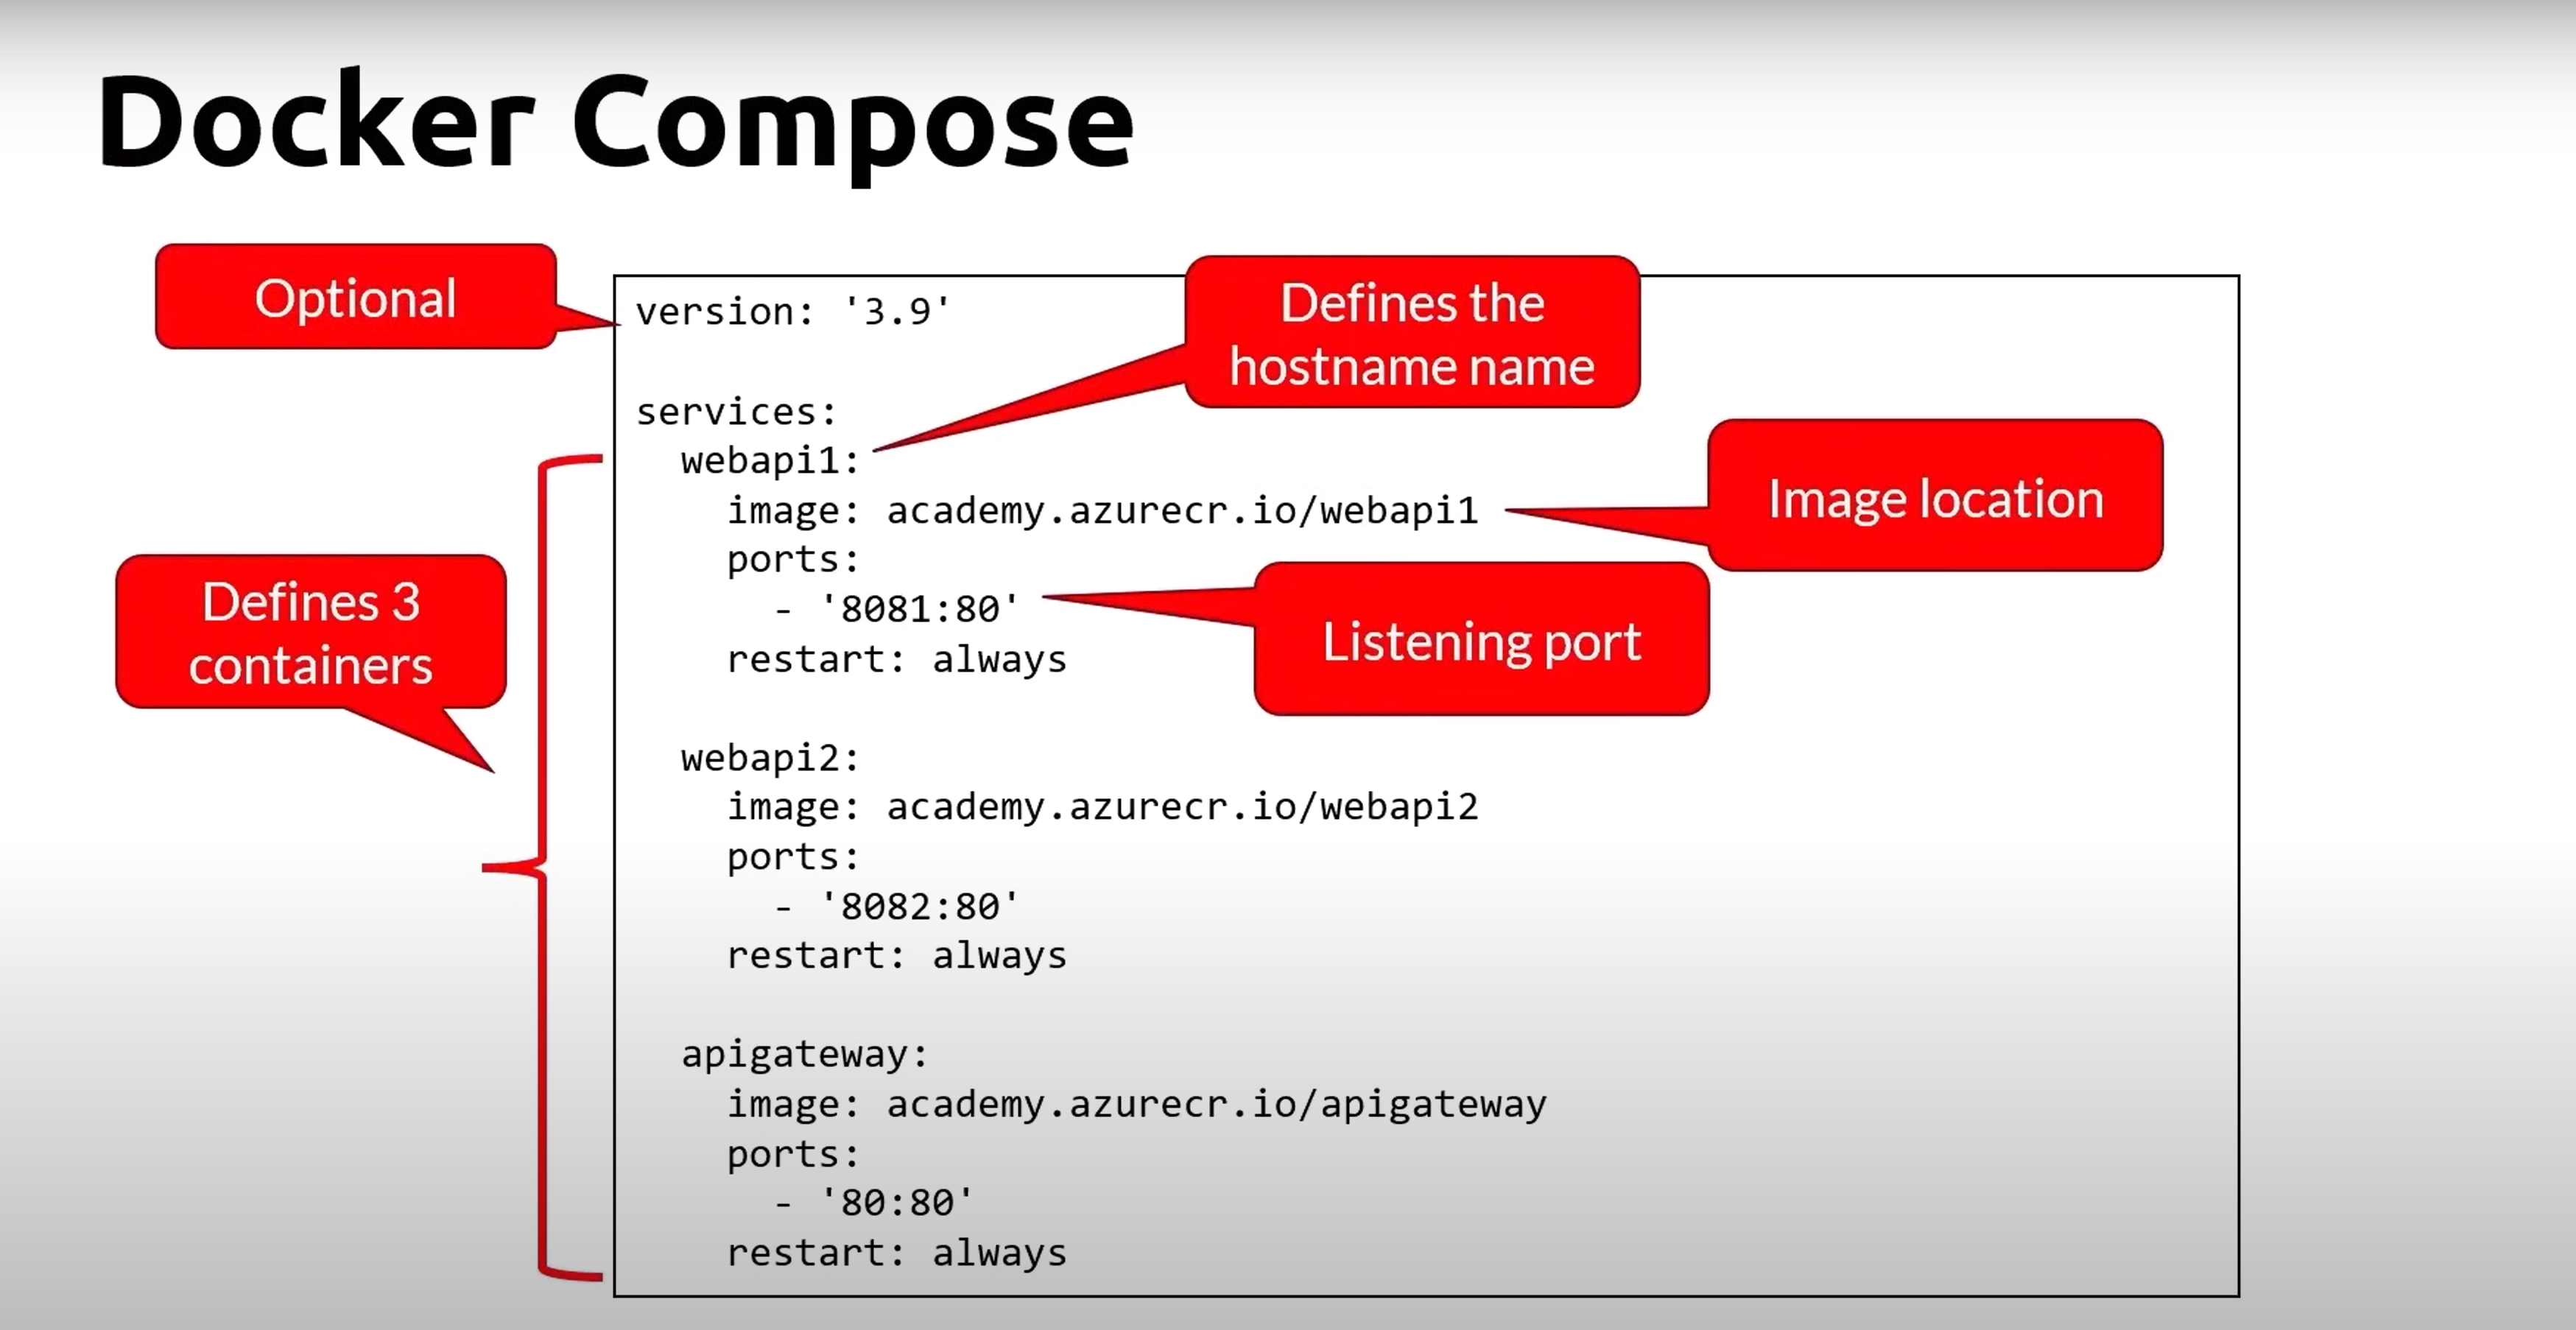 Docker Compose
Optional
version: '3.9'
Defines the
hostname name
services:
webapi1:
image: academy.azurecr.io/webapi1
Image location
ports:
- '8081:80'
Listening port
restart: always
Defines 3
containers
webapi2:
image: academy.azurecr.io/webapi2
ports:
- '8082:80'
restart: always
apigateway:
image: academy.azurecr.io/apigateway
ports:
- '80:80'
restart: always